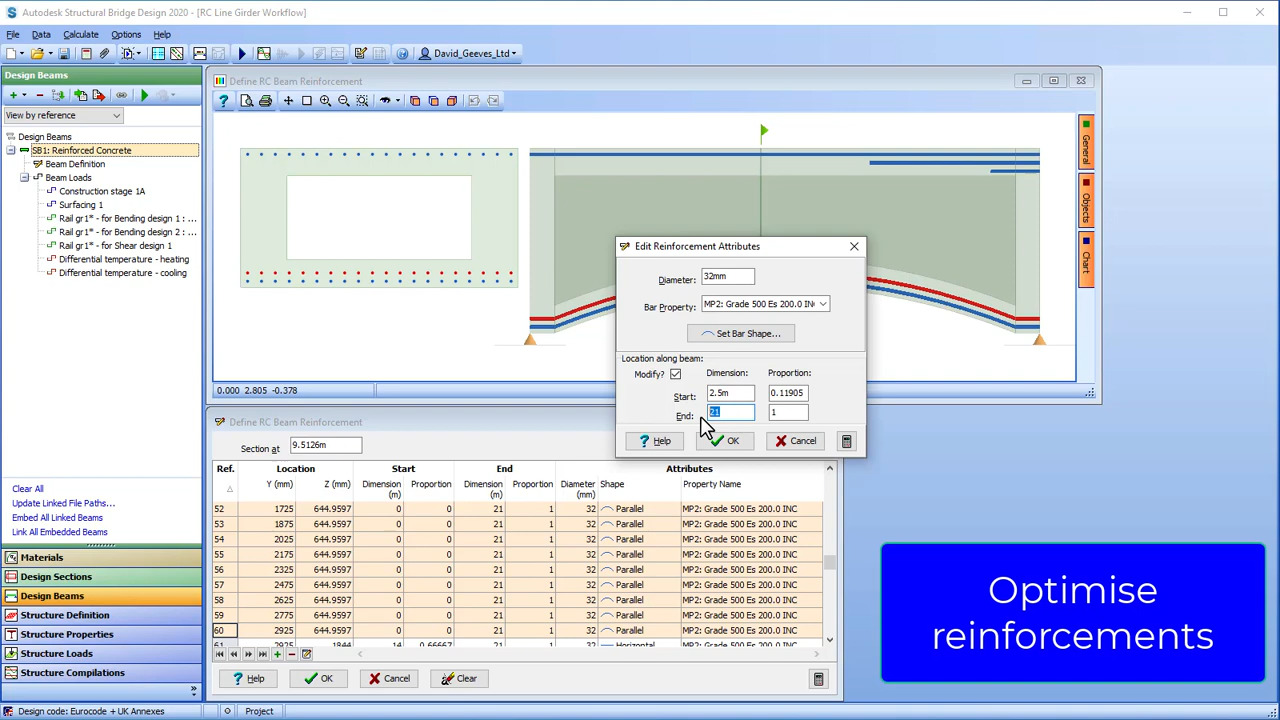 Autodesk Structural Bridge Design 2020 - [RC Line Girder Workflow]
File Data Calculate Options Help
David_Geeves_Ltd
Design Beams
View by reference
Design Beams
SB1: Reinforced Concrete
Beam Definition
Beam Loads
Construction stage 1A
Surfacing 1
Rail gr1* - for Bending design 1 : ...
Rail gr1* - for Bending design 2 : ...
Rail gr1* - for Shear design 1
Differential temperature - heating
Differential temperature - cooling
Clear All
Update Linked File Paths...
Embed All Linked Beams
Link All Embedded Beams
Materials
Design Sections
Design Beams
Structure Definition
Structure Properties
Structure Loads
Structure Compilations
Design code: Eurocode + UK Annexes Project
Define RC Beam Reinforcement
General
Objects
Chart
0.000 2.805 -0.378
Edit Reinforcement Attributes
Diameter: 32mm
Bar Property: MP2: Grade 500 Es 200.0 IN
Set Bar Shape...
Location along beam:
Modify? Dimension: Proportion:
Start: 2.5m 0.11905
End: 21 1
Help OK Cancel
Define RC Beam Reinforcement
Section at 9.5126m
Ref. Location Start End Attributes
Y (mm) Z (mm) Dimension (m) Proportion Dimension (m) Proportion Diameter (mm) Shape Property Name
52 1725 644.9597 0 0 21 1 32 Parallel MP2: Grade 500 Es 200.0 INC
53 1875 644.9597 0 0 21 1 32 Parallel MP2: Grade 500 Es 200.0 INC
54 2025 644.9597 0 0 21 1 32 Parallel MP2: Grade 500 Es 200.0 INC
55 2175 644.9597 0 0 21 1 32 Parallel MP2: Grade 500 Es 200.0 INC
56 2325 644.9597 0 0 21 1 32 Parallel MP2: Grade 500 Es 200.0 INC
57 2475 644.9597 0 0 21 1 32 Parallel MP2: Grade 500 Es 200.0 INC
58 2625 644.9597 0 0 21 1 32 Parallel MP2: Grade 500 Es 200.0 INC
59 2775 644.9597 0 0 21 1 32 Parallel MP2: Grade 500 Es 200.0 INC
60 2925 644.9597 0 0 21 1 32 Parallel MP2: Grade 500 Es 200.0 INC
Help OK Cancel Clear
Optimise
reinforcements